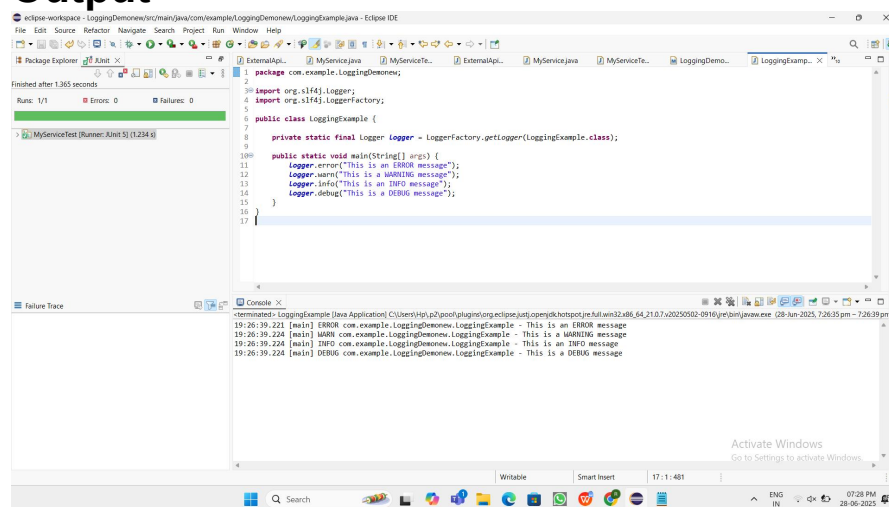 Output
eclipse-workspace - LoggingDemonew/src/main/java/com/example/LoggingDemonew/LoggingExample.java - Eclipse IDE
File Edit Source Refactor Navigate Search Project Run Window Help
Package Explorer JUnit
Finished after 1.365 seconds
Runs: 1/1 Errors: 0 Failures: 0
MyServiceTest [Runner: JUnit 5] (1.234 s)
ExternalApi... MyService.java MyServiceTe... ExternalApi... MyService.java MyServiceTe... LoggingDemo... LoggingExamp...
1 package com.example.LoggingDemonew;
2
3 import org.slf4j.Logger;
4 import org.slf4j.LoggerFactory;
5
6 public class LoggingExample {
7
8 private static final Logger logger = LoggerFactory.getLogger(LoggingExample.class);
9
10 public static void main(String[] args) {
11 logger.error("This is an ERROR message");
12 logger.warn("This is a WARNING message");
13 logger.info("This is an INFO message");
14 logger.debug("This is a DEBUG message");
15 }
16 }
17
Failure Trace
Console
<terminated> LoggingExample [Java Application] C:\Users\Hp\.p2\pool\plugins\org.eclipse.justj.openjdk.hotspot.jre.full.win32.x86_64_21.0.7.v20250502-0916\jre\bin\javaw.exe (28-Jun-2025, 7:26:35 pm – 7:26:39 pm
19:26:39.221 [main] ERROR com.example.LoggingDemonew.LoggingExample - This is an ERROR message
19:26:39.224 [main] WARN com.example.LoggingDemonew.LoggingExample - This is a WARNING message
19:26:39.224 [main] INFO com.example.LoggingDemonew.LoggingExample - This is an INFO message
19:26:39.224 [main] DEBUG com.example.LoggingDemonew.LoggingExample - This is a DEBUG message
Activate Windows
Go to Settings to activate Windows.
Writable Smart Insert 17 : 1 : 481
Search
ENG
IN
07:28 PM
28-06-2025